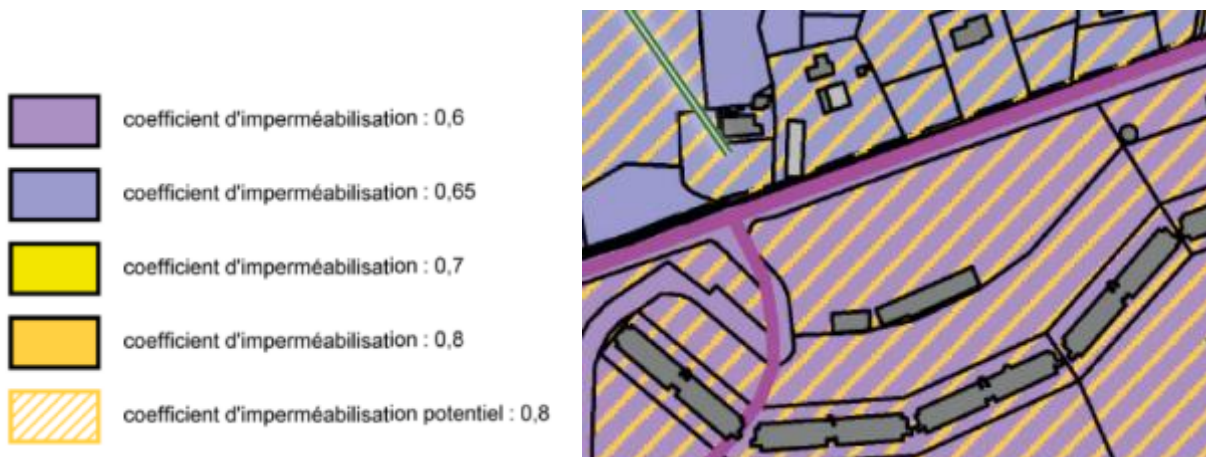 coefficient d'imperméabilisation : 0,6
coefficient d'imperméabilisation : 0,65
coefficient d'imperméabilisation : 0,7
coefficient d'imperméabilisation : 0,8
coefficient d'imperméabilisation potentiel : 0,8